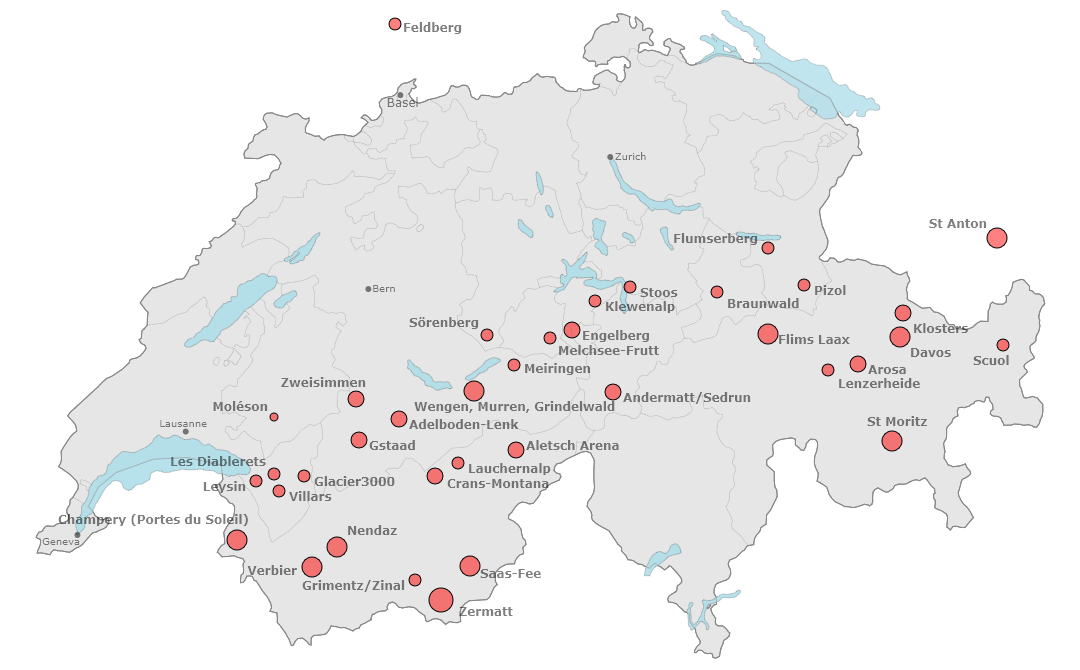 Feldberg
Basel
Zurich
St Anton
Flumserberg
Bern
Pizol
Stoos
Braunwald
Klewenalp
Sörenberg
Klosters
Engelberg
Flims Laax
Melchsee-Frutt
Davos
Scuol
Meiringen
Arosa
Zweisimmen
Lenzerheide
Andermatt/Sedrun
Moléson
Wengen, Murren, Grindelwald
Lausanne
Adelboden-Lenk
St Moritz
Gstaad
Aletsch Arena
Les Diablerets
Lauchernalp
Glacier3000
Crans-Montana
Leysin
Villars
Champery (Portes du Soleil)
Nendaz
Geneva
Verbier
Saas-Fee
Grimentz/Zinal
Zermatt